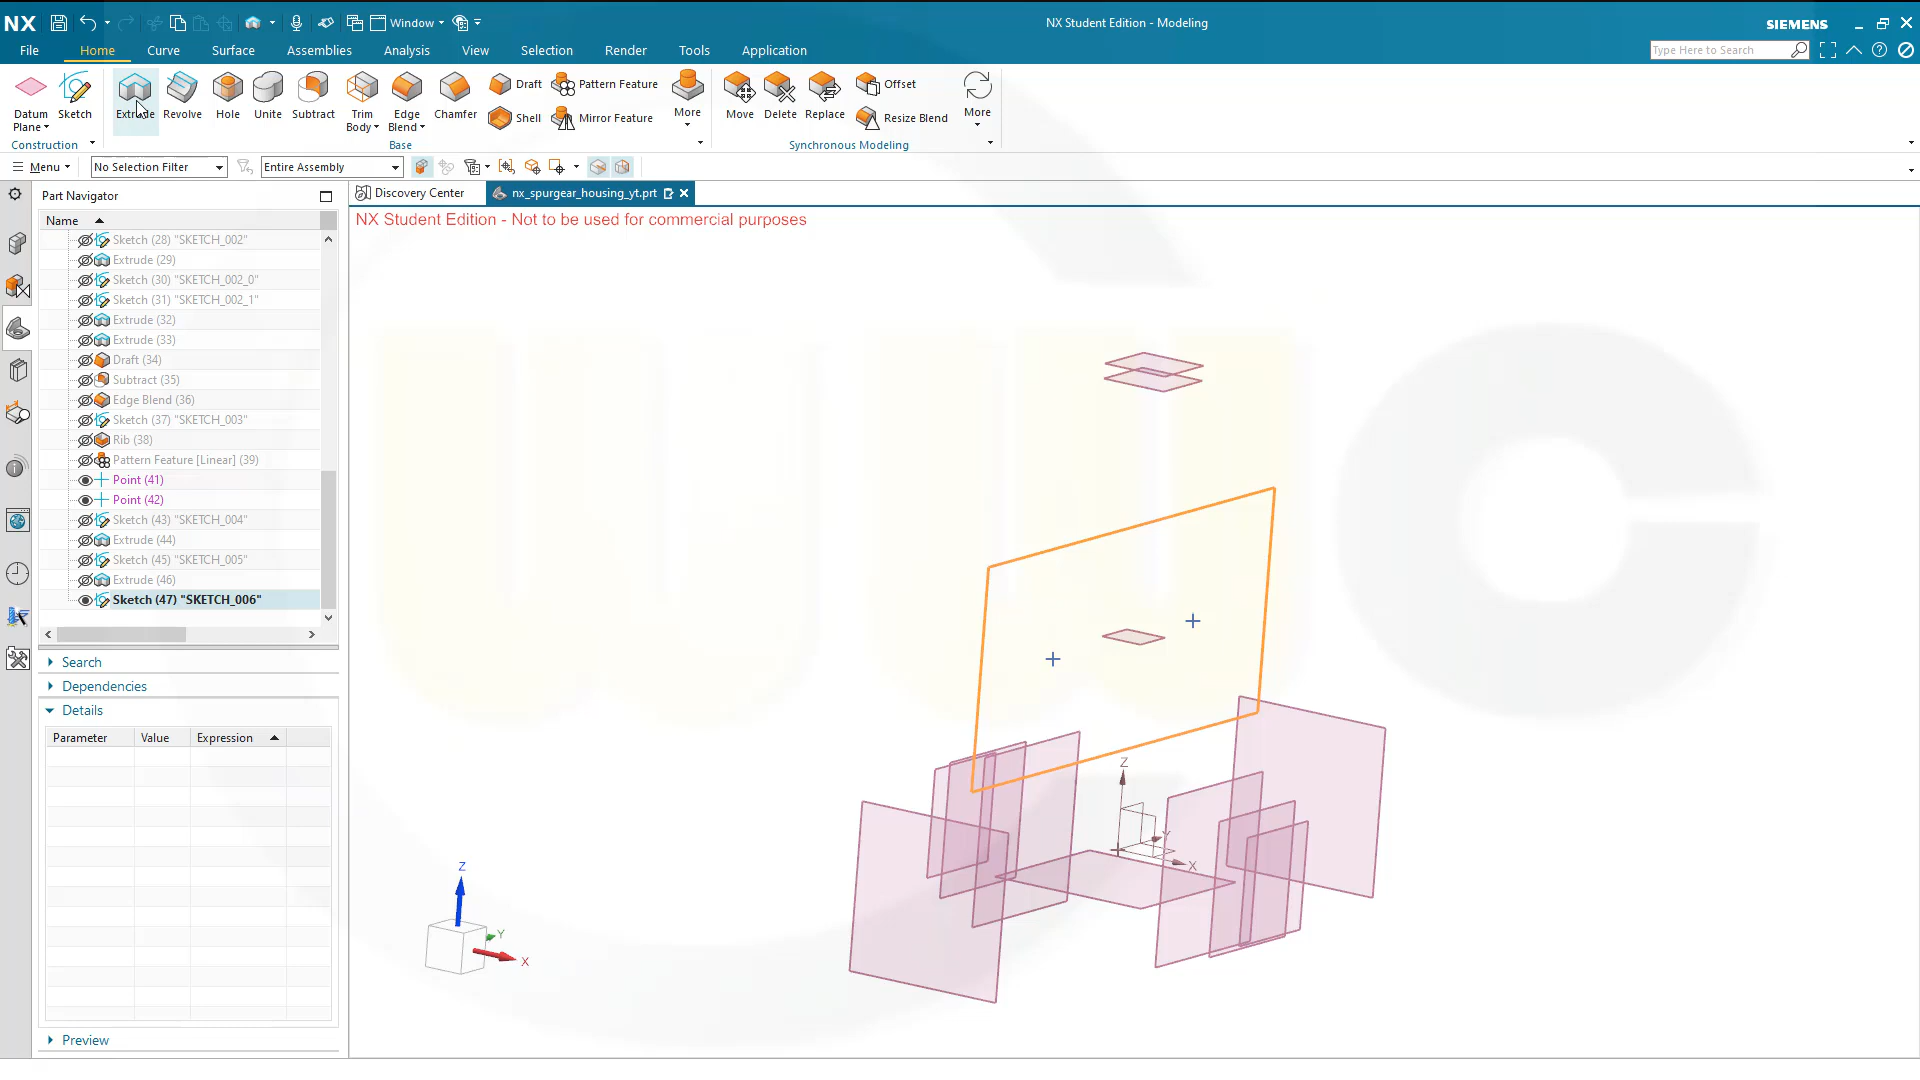 NX
Window
NX Student Edition - Modeling
SIEMENS
File Home Curve Surface Assemblies Analysis View Selection Render Tools Application
Type Here to Search
Datum Plane
Sketch
Construction
Extrude
Revolve
Hole
Unite
Subtract
Trim Body
Edge Blend
Chamfer
Draft
Shell
Pattern Feature
Mirror Feature
More
Base
Move
Delete
Replace
Offset
Resize Blend
More
Synchronous Modeling
Menu
No Selection Filter
Entire Assembly
Part Navigator
Discovery Center
nx_spurgear_housing_yt.prt
Name
NX Student Edition - Not to be used for commercial purposes
Sketch (28) "SKETCH_002"
Extrude (29)
Sketch (30) "SKETCH_002_0"
Sketch (31) "SKETCH_002_1"
Extrude (32)
Extrude (33)
Draft (34)
Subtract (35)
Edge Blend (36)
Sketch (37) "SKETCH_003"
Rib (38)
Pattern Feature [Linear] (39)
Point (41)
Point (42)
Sketch (43) "SKETCH_004"
Extrude (44)
Sketch (45) "SKETCH_005"
Extrude (46)
Sketch (47) "SKETCH_006"
Search
Dependencies
Details
Parameter Value Expression
Preview
Z
Y
X
Z
Y
X